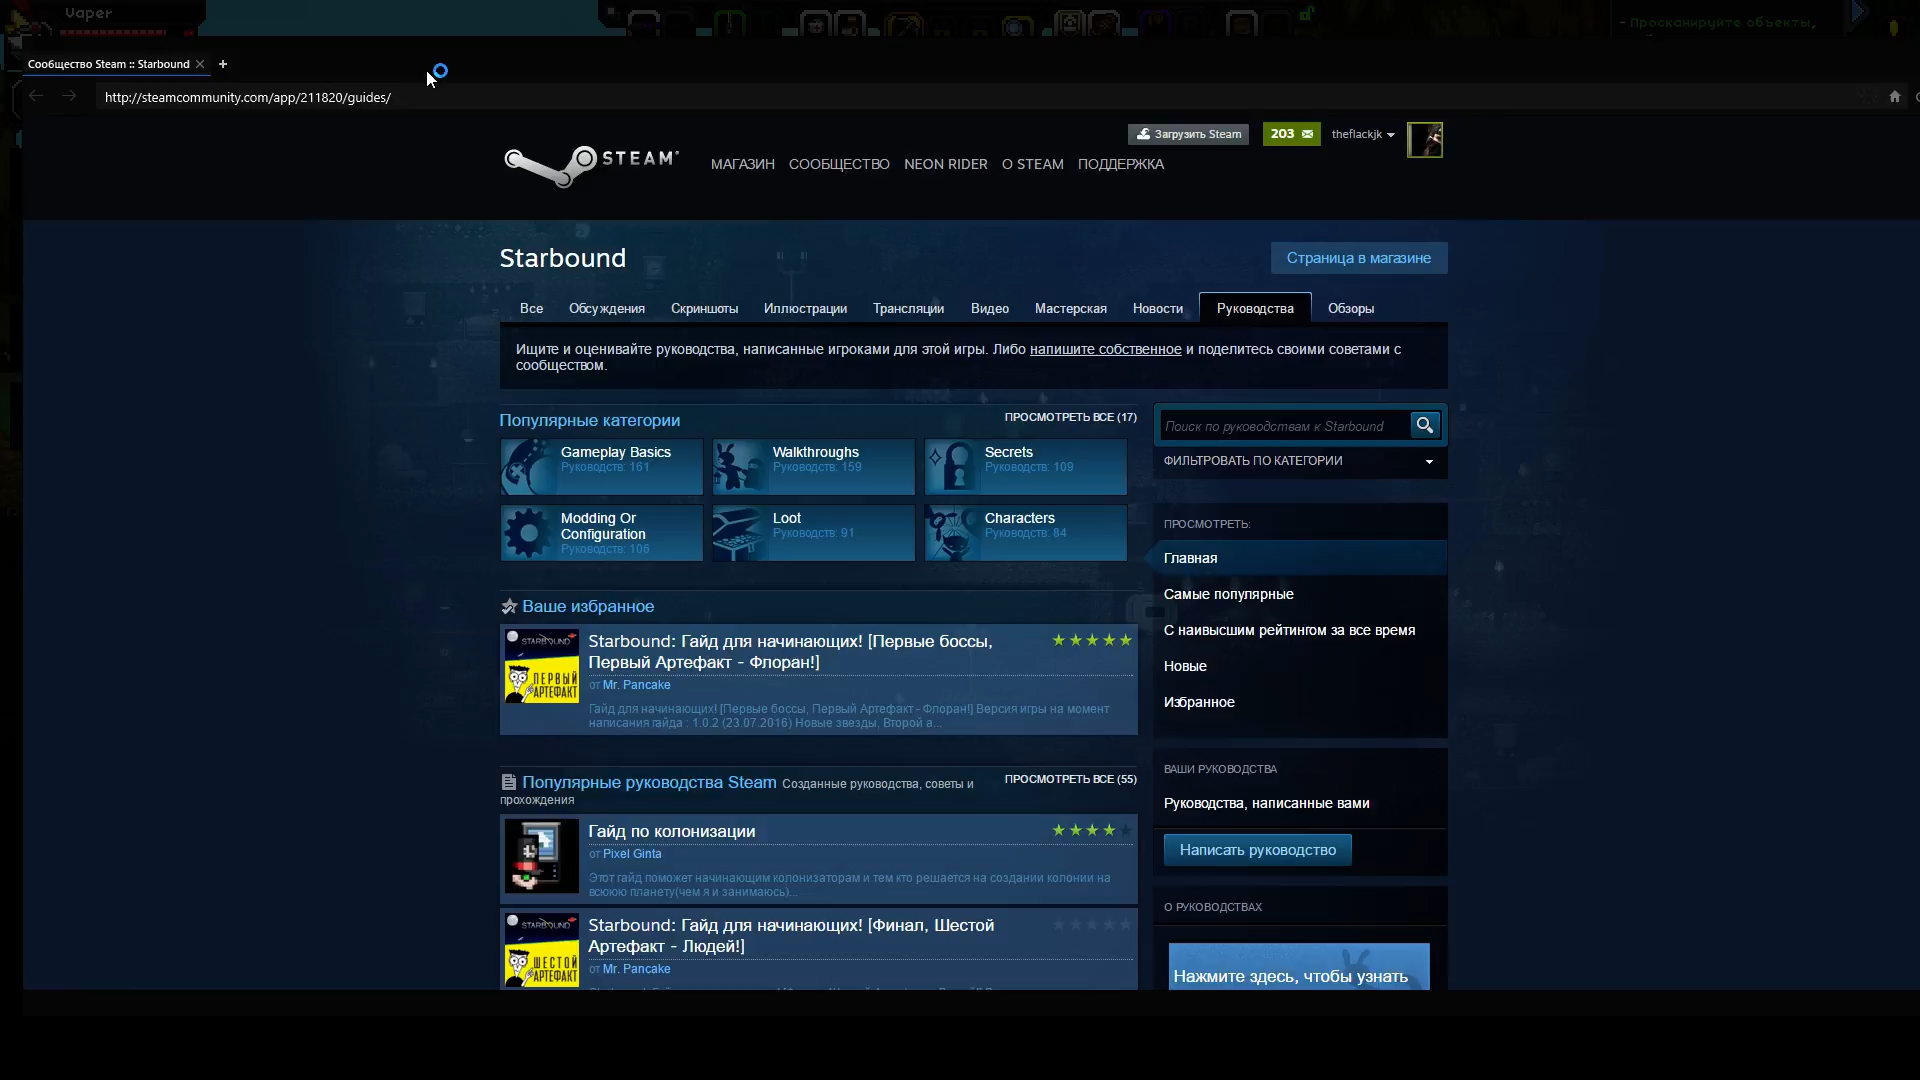 Vaper
- Просканируйте объекты,
Сообщество Steam :: Starbound
http://steamcommunity.com/app/211820/guides/
Загрузить Steam
203
theflackjk
STEAM
МАГАЗИН СООБЩЕСТВО NEON RIDER О STEAM ПОДДЕРЖКА
Starbound
Страница в магазине
Все Обсуждения Скриншоты Иллюстрации Трансляции Видео Мастерская Новости Руководства Обзоры
Ищите и оценивайте руководства, написанные игроками для этой игры. Либо напишите собственное и поделитесь своими советами с
сообществом.
Популярные категории
ПРОСМОТРЕТЬ ВСЕ (17)
Gameplay Basics
Руководств: 161
Walkthroughs
Руководств: 159
Secrets
Руководств: 109
Modding Or
Configuration
Руководств: 106
Loot
Руководств: 91
Characters
Руководств: 84
Поиск по руководствам к Starbound
ФИЛЬТРОВАТЬ ПО КАТЕГОРИИ
ПРОСМОТРЕТЬ:
Главная
Самые популярные
С наивысшим рейтингом за все время
Новые
Избранное
Ваше избранное
STARBOUND
ПЕРВЫЙ
АРТЕФАКТ
Starbound: Гайд для начинающих! [Первые боссы,
Первый Артефакт - Флоран!]
от Mr. Pancake
Гайд для начинающих! [Первые боссы, Первый Артефакт - Флоран!] Версия игры на момент
написания гайда : 1.0.2 (23.07.2016) Новые звезды. Второй а...
Популярные руководства Steam Созданные руководства, советы и
прохождения
ПРОСМОТРЕТЬ ВСЕ (55)
Гайд по колонизации
от Pixel Ginta
Этот гайд поможет начинающим колонизаторам и тем кто решается на создании колонии на
всюю планету(чем я и занимаюсь)...
STARBOUND
ШЕСТОЙ
АРТЕФАКТ
Starbound: Гайд для начинающих! [Финал, Шестой
Артефакт - Людей!]
от Mr. Pancake
ВАШИ РУКОВОДСТВА
Руководства, написанные вами
Написать руководство
О РУКОВОДСТВАХ
Нажмите здесь, чтобы узнать